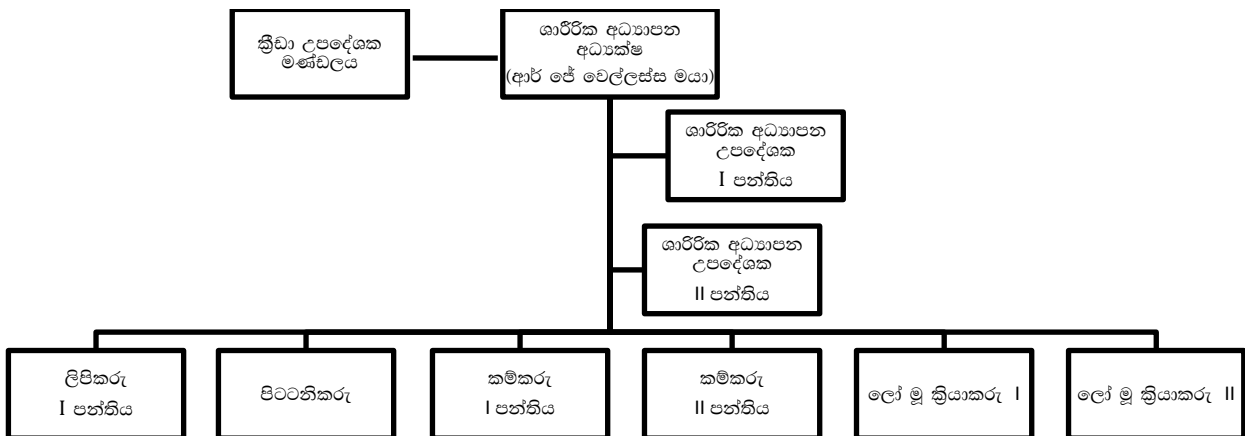 ක්‍රීඩා උපදේශක
මණ්ඩලය
ශාරීරික අධ්‍යාපන
අධ්‍යක්ෂ
(ආර් ජේ වෙල්ලස්ස මයා)
ශාරිරික අධ්‍යාපන
උපදේශක
I පන්තිය
ශාරිරික අධ්‍යාපන
උපදේශක
II පන්තිය
ලිපිකරු
I පන්තිය
පිටටනිකරු
කම්කරු
I පන්තිය
කම්කරු
II පන්තිය
ලෝ මූ ක්‍රියාකරු I
ලෝ මූ ක්‍රියාකරු II